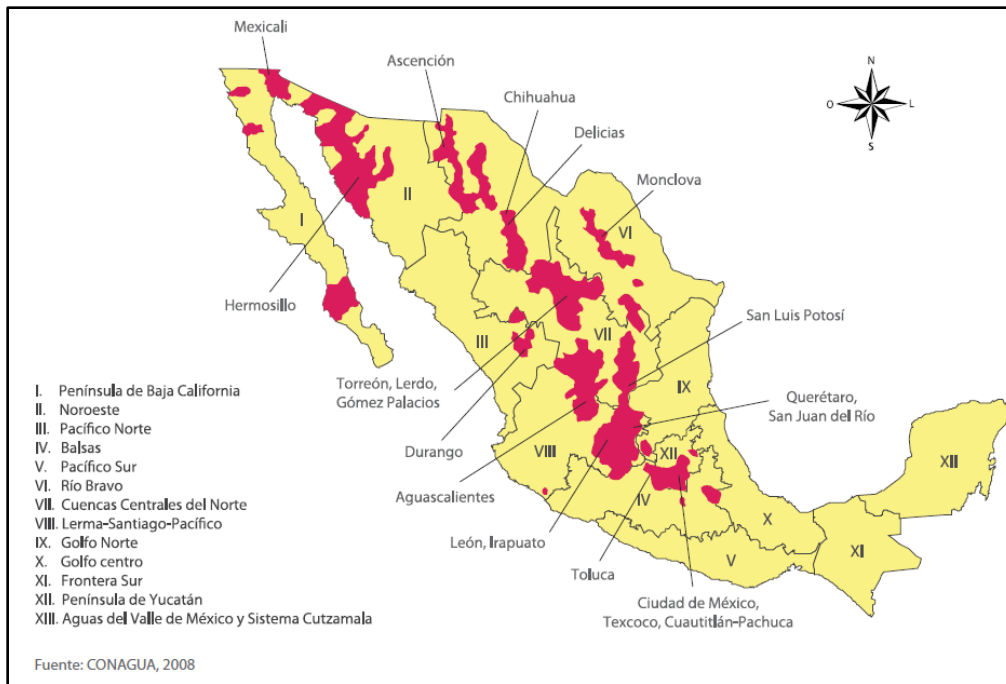 Mexicali
Ascención
Chihuahua
Delicias
Monclova
N
O
L
S
I
II
VI
Hermosillo
III
VII
San Luis Potosí
IX
Torreón, Lerdo,
Gómez Palacios
Querétaro,
San Juan del Río
Durango
VIII
XII
XII
Aguascalientes
IV
León, Irapuato
X
XI
V
Toluca
Ciudad de México,
Texcoco, Cuautitlán-Pachuca
I. Península de Baja California
II. Noroeste
III. Pacífico Norte
IV. Balsas
V. Pacífico Sur
VI. Río Bravo
VII. Cuencas Centrales del Norte
VIII. Lerma-Santiago-Pacífico
IX. Golfo Norte
X. Golfo centro
XI. Frontera Sur
XII. Península de Yucatán
XIII. Aguas del Valle de México y Sistema Cutzamala
Fuente: CONAGUA, 2008